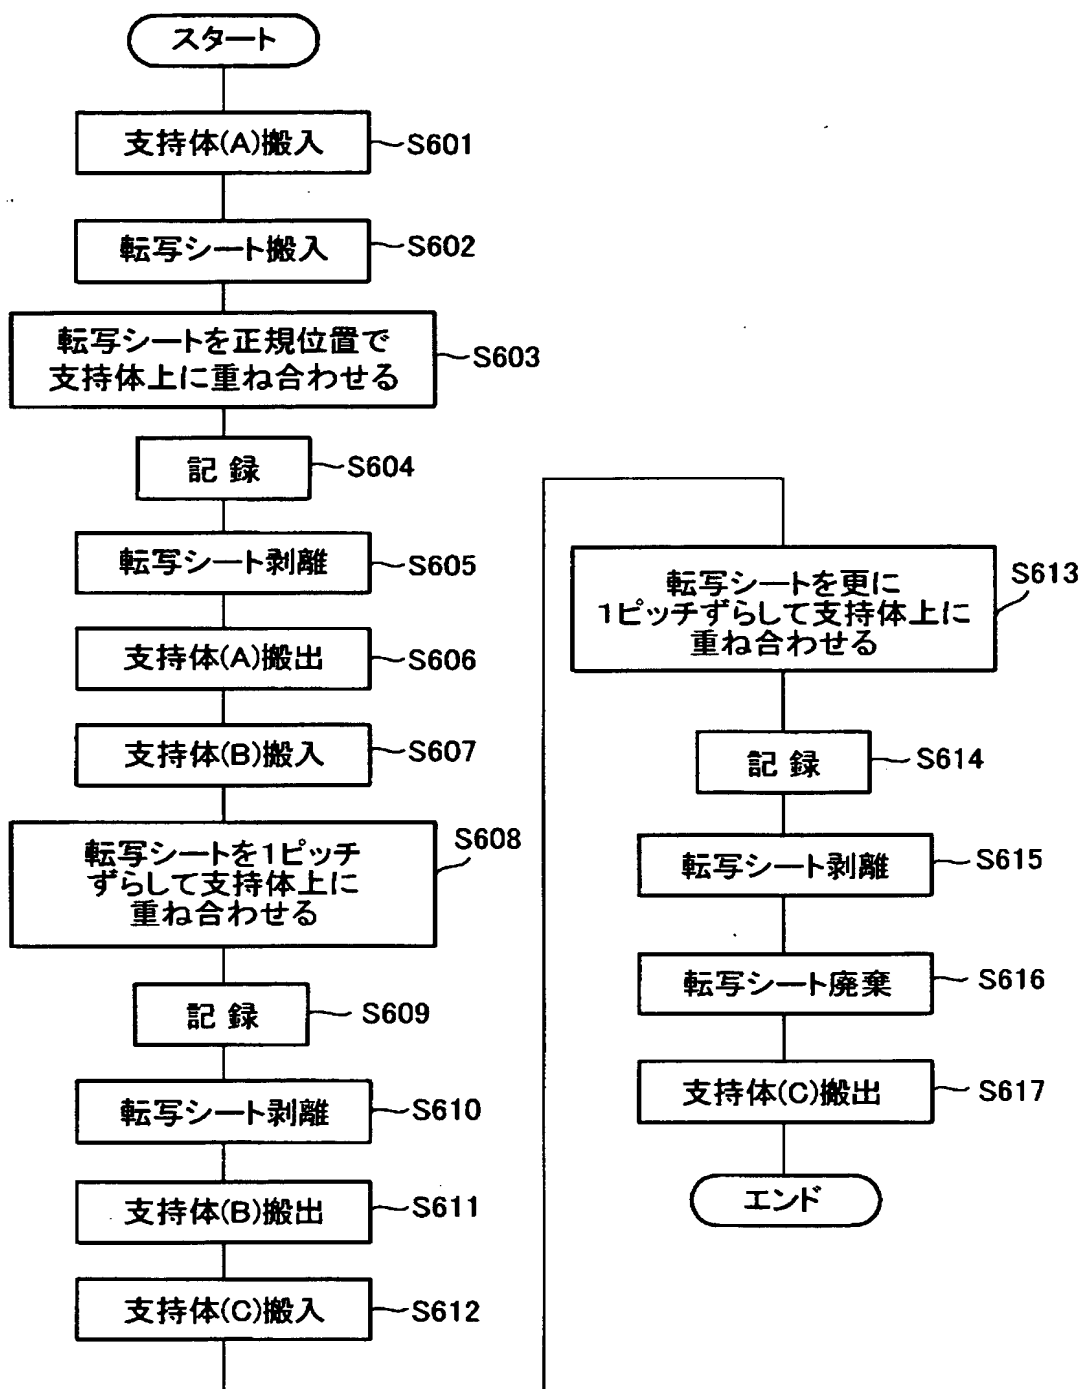 スタート
支持体(A)搬入
S601
転写シート搬入
S602
転写シートを正規位置で
支持体上に重ね合わせる
S603
記 録
S604
転写シート剥離
S605
支持体(A)搬出
S606
支持体(B)搬入
S607
転写シートを1ピッチ
ずらして支持体上に
重ね合わせる
S608
記 録
S609
転写シート剥離
S610
支持体(B)搬出
S611
支持体(C)搬入
S612
転写シートを更に
1ピッチずらして支持体上に
重ね合わせる
S613
記 録
S614
転写シート剥離
S615
転写シート廃棄
S616
支持体(C)搬出
S617
エンド